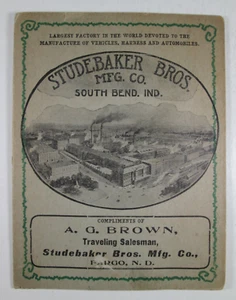 LARGEST FACTORY IN THE WORLD DEVOTED TO THE
MANUFACTURE OF VEHICLES, HARNESS AND AUTOMOBILES.
STUDEBAKER BROS.
MFG. CO.
SOUTH BEND. IND.
COMPLIMENTS OF
A. G. BROWN,
Traveling Salesman,
Studebaker Bros. Mfg. Co.,
FARGO, N. D.